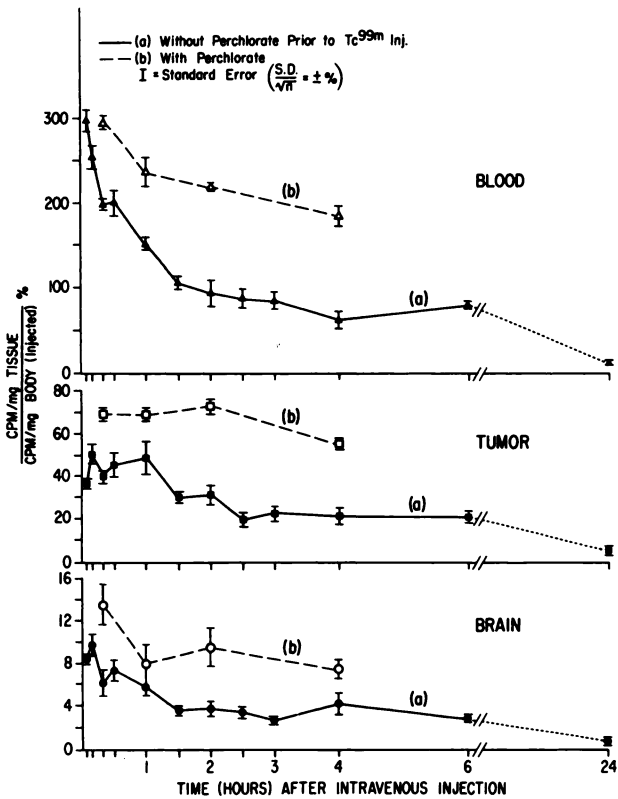 (a) Without Perchlorate Prior to Tc99m Inj.
(b) With Perchlorate
I = Standard Error (S.D./√n = ± %)
CPM/mg TISSUE
CPM/mg BODY (Injected) %
300
200
100
0
(b)
(a)
BLOOD
80
60
40
20
0
(b)
(a)
TUMOR
16
12
8
4
0
(b)
(a)
BRAIN
1 2 3 4 6 24
TIME (HOURS) AFTER INTRAVENOUS INJECTION